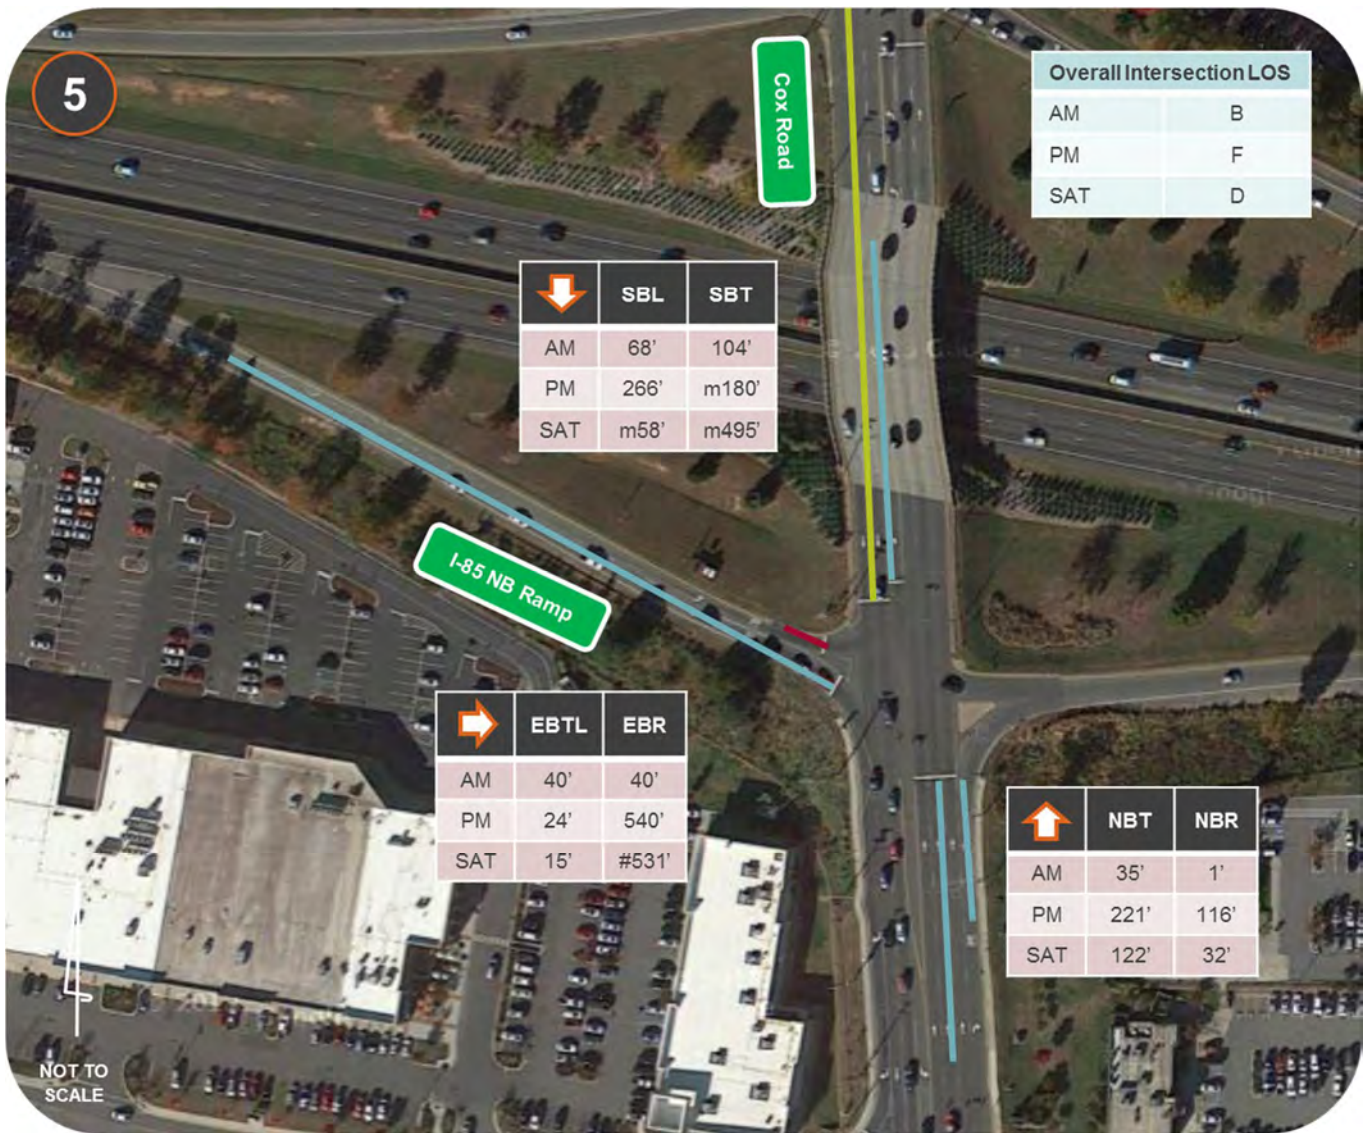 5
Cox Road
Overall Intersection LOS
AM B
PM F
SAT D
SBL SBT
AM 68' 104'
PM 266' m180'
SAT m58' m495'
I-85 NB Ramp
EBTL EBR
AM 40' 40'
PM 24' 540'
SAT 15' #531'
NBT NBR
AM 35' 1'
PM 221' 116'
SAT 122' 32'
NOT TO
SCALE